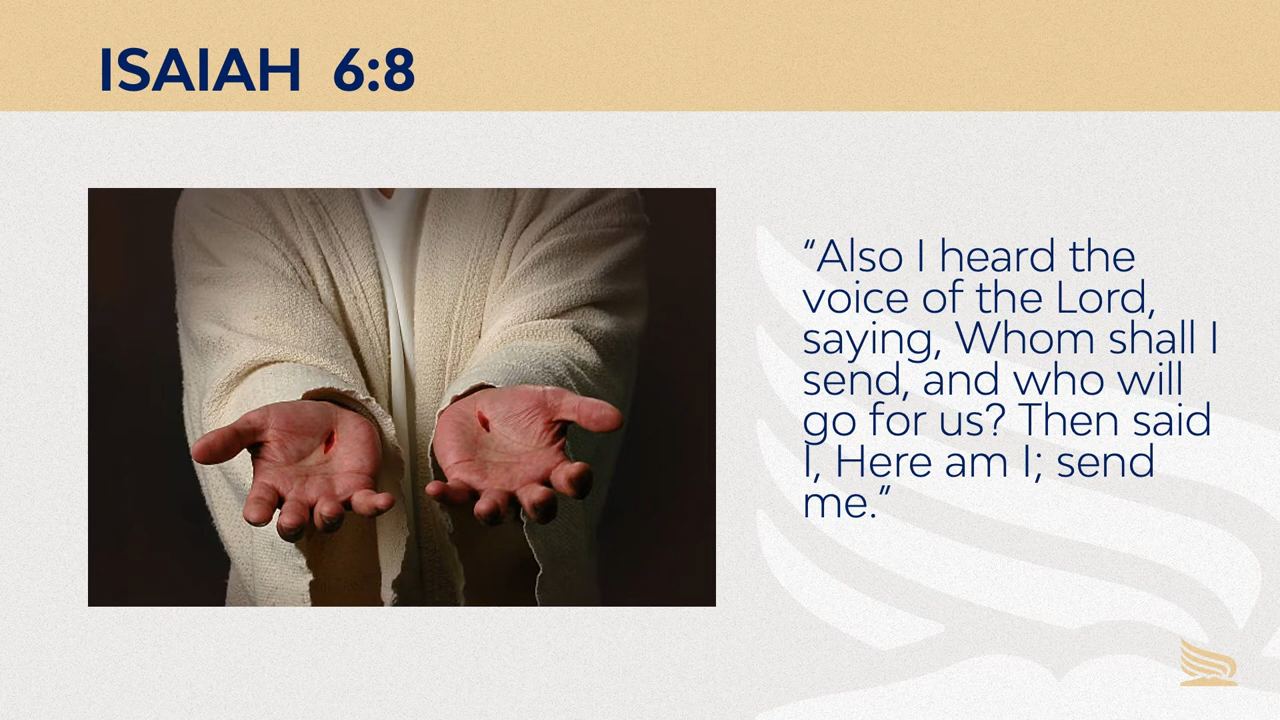 ISAIAH 6:8
“Also I heard the
voice of the Lord,
saying, Whom shall I
send, and who will
go for us? Then said
I, Here am I; send
me.”